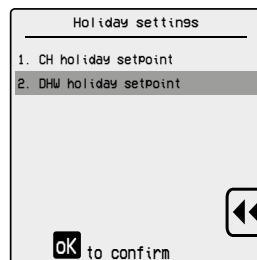 Holiday settings
1. CH holiday setpoint
2. DHW holiday setpoint
OK to confirm